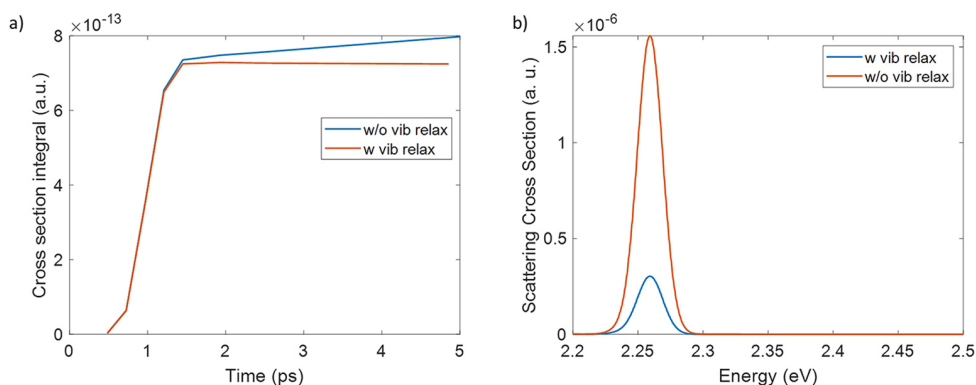 a)
×10⁻¹³
8
6
4
2
0
Cross section integral (a.u.)
w/o vib relax
w vib relax
0 1 2 3 4 5
Time (ps)
b)
×10⁻⁶
1.5
1
0.5
0
Scattering Cross Section (a. u.)
w vib relax
w/o vib relax
2.2 2.25 2.3 2.35 2.4 2.45 2.5
Energy (eV)